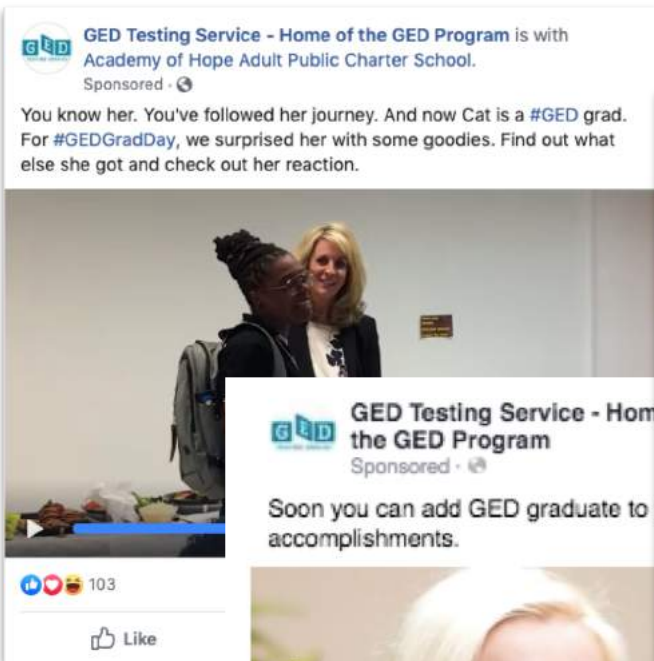 GED
GED Testing Service - Home of the GED Program is with
Academy of Hope Adult Public Charter School.
Sponsored ·
You know her. You've followed her journey. And now Cat is a #GED grad.
For #GEDGradDay, we surprised her with some goodies. Find out what
else she got and check out her reaction.
GED
GED Testing Service - Hom
the GED Program
Sponsored ·
Soon you can add GED graduate to
accomplishments.
103
Like